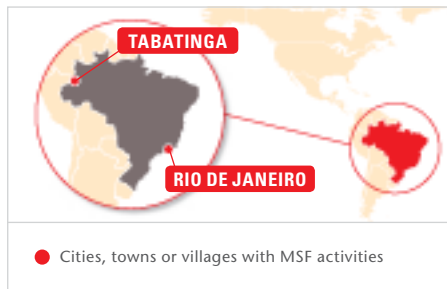 TABATINGA
RIO DE JANEIRO
Cities, towns or villages with MSF activities